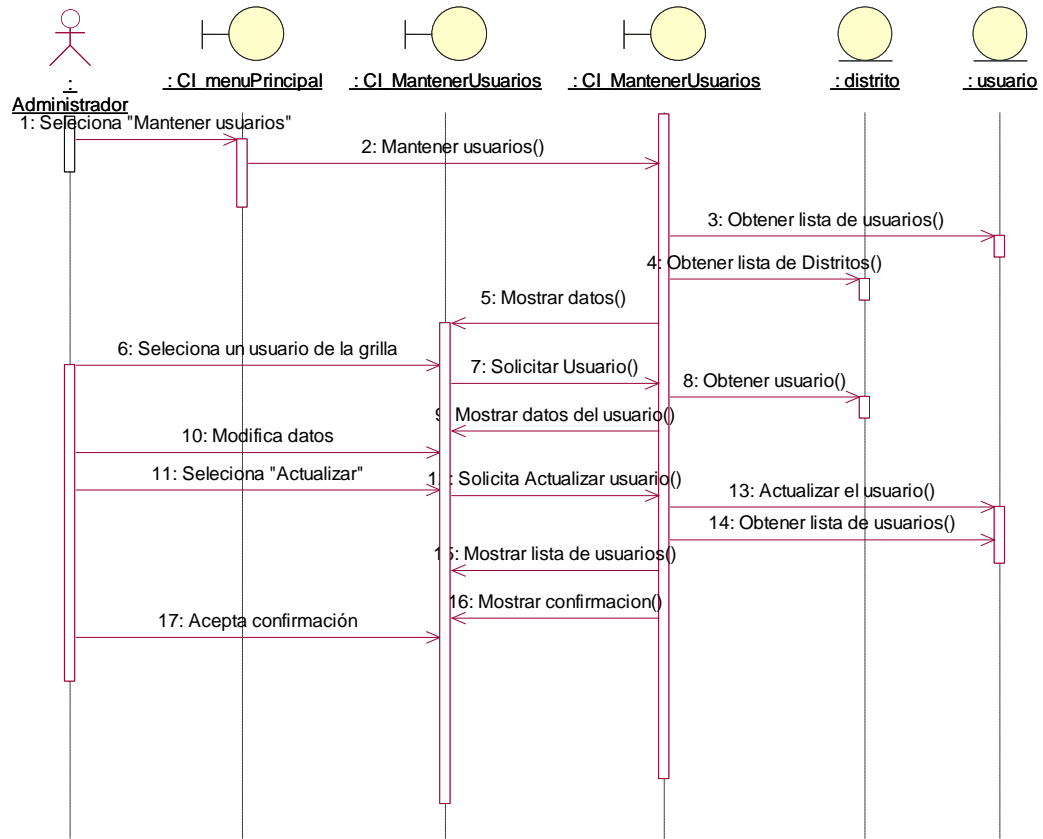 :
Administrador
: CI_menuPrincipal
: CI_MantenerUsuarios
: CI_MantenerUsuarios
: distrito
: usuario
1: Seleciona "Mantener usuarios"
2: Mantener usuarios()
3: Obtener lista de usuarios()
4: Obtener lista de Distritos()
5: Mostrar datos()
6: Seleciona un usuario de la grilla
7: Solicitar Usuario()
8: Obtener usuario()
9: Mostrar datos del usuario()
10: Modifica datos
11: Seleciona "Actualizar"
12: Solicita Actualizar usuario()
13: Actualizar el usuario()
14: Obtener lista de usuarios()
15: Mostrar lista de usuarios()
16: Mostrar confirmacion()
17: Acepta confirmación